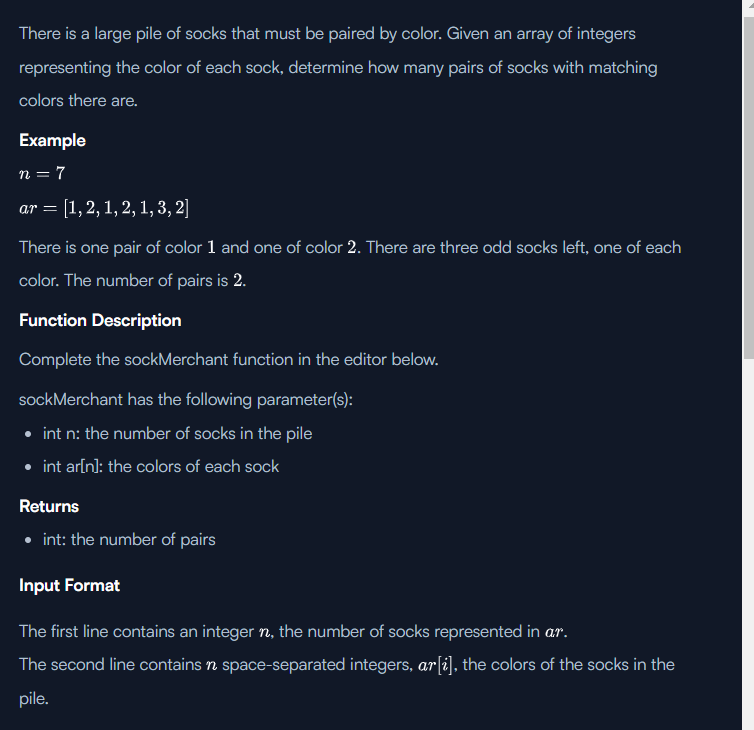 There is a large pile of socks that must be paired by color. Given an array of integers
representing the color of each sock, determine how many pairs of socks with matching
colors there are.
Example
n = 7
ar = [1, 2, 1, 2, 1, 3, 2]
There is one pair of color 1 and one of color 2. There are three odd socks left, one of each
color. The number of pairs is 2.
Function Description
Complete the sockMerchant function in the editor below.
sockMerchant has the following parameter(s):
• int n: the number of socks in the pile
• int ar[n]: the colors of each sock
Returns
• int: the number of pairs
Input Format
The first line contains an integer n, the number of socks represented in ar.
The second line contains n space-separated integers, ar[i], the colors of the socks in the
pile.